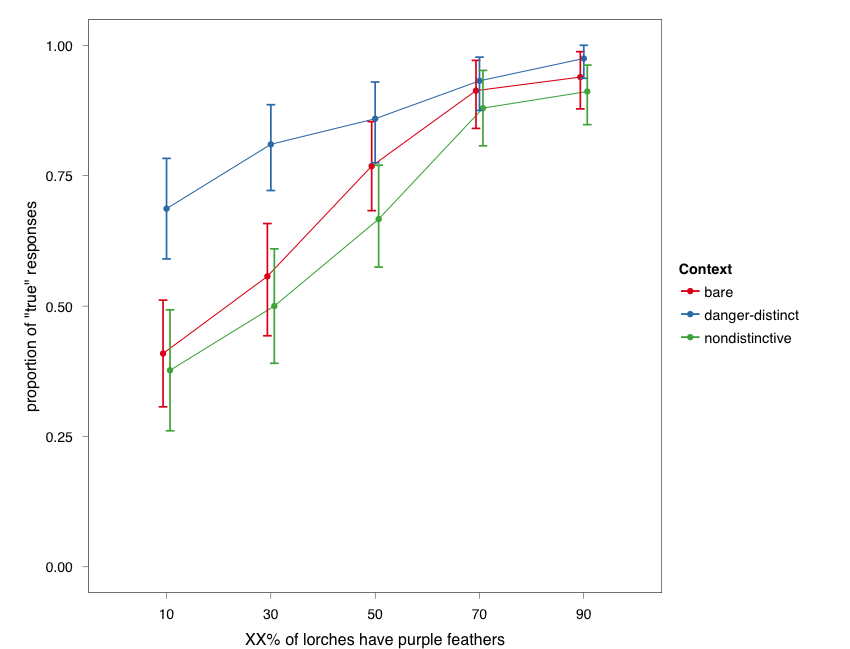 1.00
0.75
0.50
0.25
0.00
proportion of "true" responses
10 30 50 70 90
XX% of lorches have purple feathers
Context
bare
danger-distinct
nondistinctive